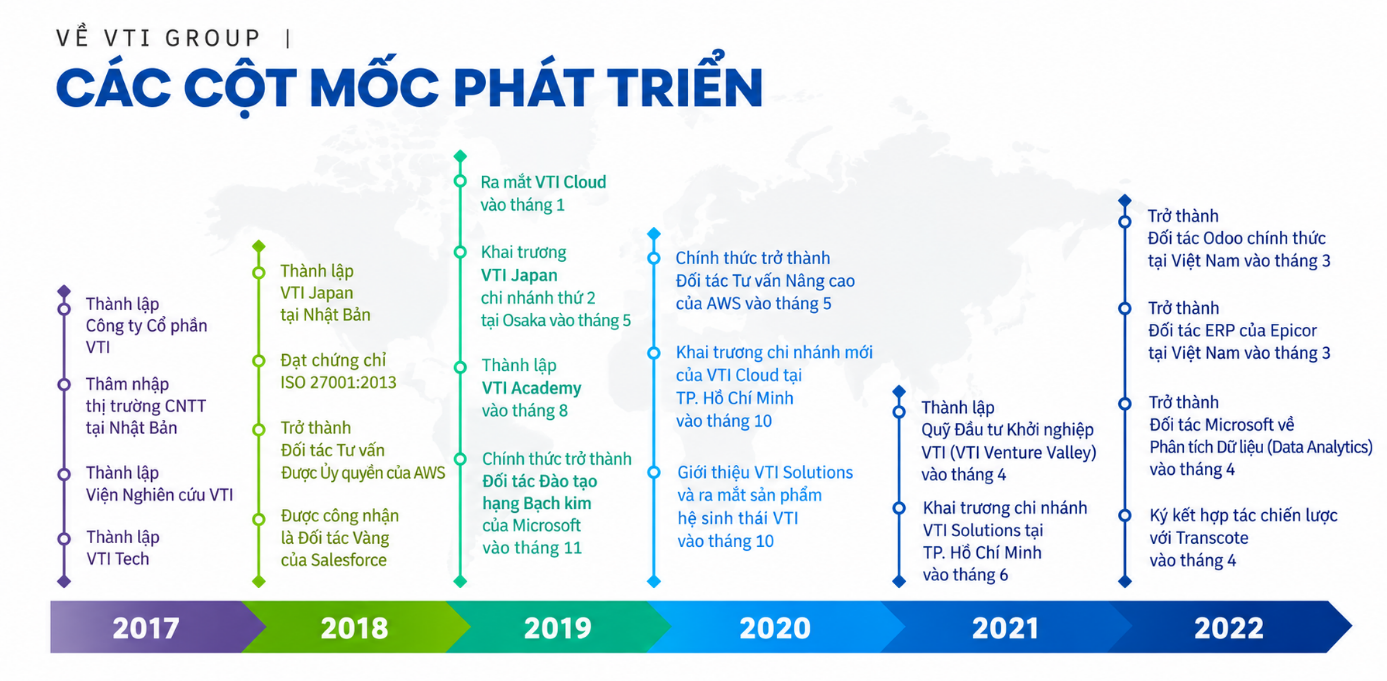 VỀ VTI GROUP |
CÁC CỘT MỐC PHÁT TRIỂN
Thành lập
Công ty Cổ phần
VTI
Thâm nhập
thị trường CNTT
tại Nhật Bản
Thành lập
Viện Nghiên cứu VTI
Thành lập
VTI Tech
2017
Thành lập
VTI Japan
tại Nhật Bản
Đạt chứng chỉ
ISO 27001:2013
Trở thành
Đối tác Tư vấn
Được Ủy quyền của AWS
Được công nhận
là Đối tác Vàng
của Salesforce
2018
Ra mắt VTI Cloud
vào tháng 1
Khai trương
VTI Japan
chi nhánh thứ 2
tại Osaka vào tháng 5
Thành lập
VTI Academy
vào tháng 8
Chính thức trở thành
Đối tác Đào tạo
hạng Bạch kim
của Microsoft
vào tháng 11
2019
Chính thức trở thành
Đối tác Tư vấn Nâng cao
của AWS vào tháng 5
Khai trương chi nhánh mới
của VTI Cloud tại
TP. Hồ Chí Minh
vào tháng 10
Giới thiệu VTI Solutions
và ra mắt sản phẩm
hệ sinh thái VTI
vào tháng 10
2020
Thành lập
Quỹ Đầu tư Khởi nghiệp
VTI (VTI Venture Valley)
vào tháng 4
Khai trương chi nhánh
VTI Solutions tại
TP. Hồ Chí Minh
vào tháng 6
2021
Trở thành
Đối tác Odoo chính thức
tại Việt Nam vào tháng 3
Trở thành
Đối tác ERP của Epicor
tại Việt Nam vào tháng 3
Trở thành
Đối tác Microsoft về
Phân tích Dữ liệu (Data Analytics)
vào tháng 4
Ký kết hợp tác chiến lược
với Transcote
vào tháng 4
2022